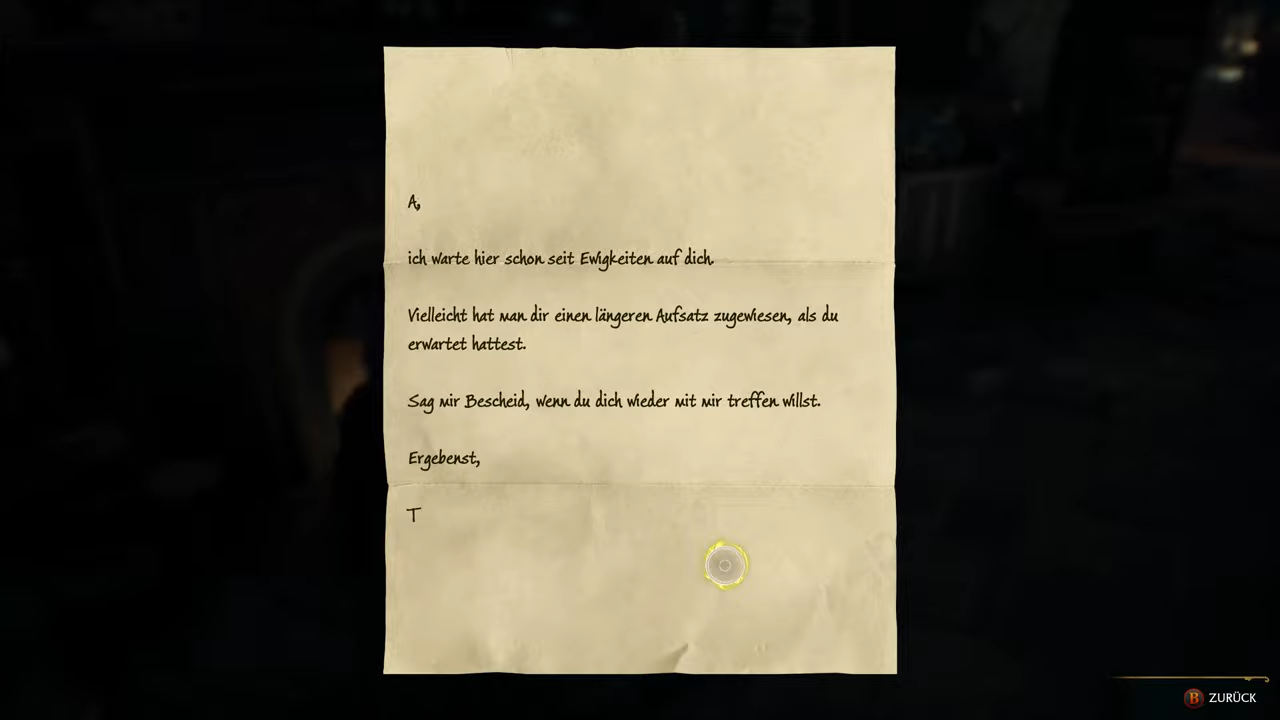 A,
ich warte hier schon seit Ewigkeiten auf dich.
Vielleicht hat man dir einen längeren Aufsatz zugewiesen, als du
erwartet hattest.
Sag mir Bescheid, wenn du dich wieder mit mir treffen willst.
Ergebenst,
T
B ZURÜCK